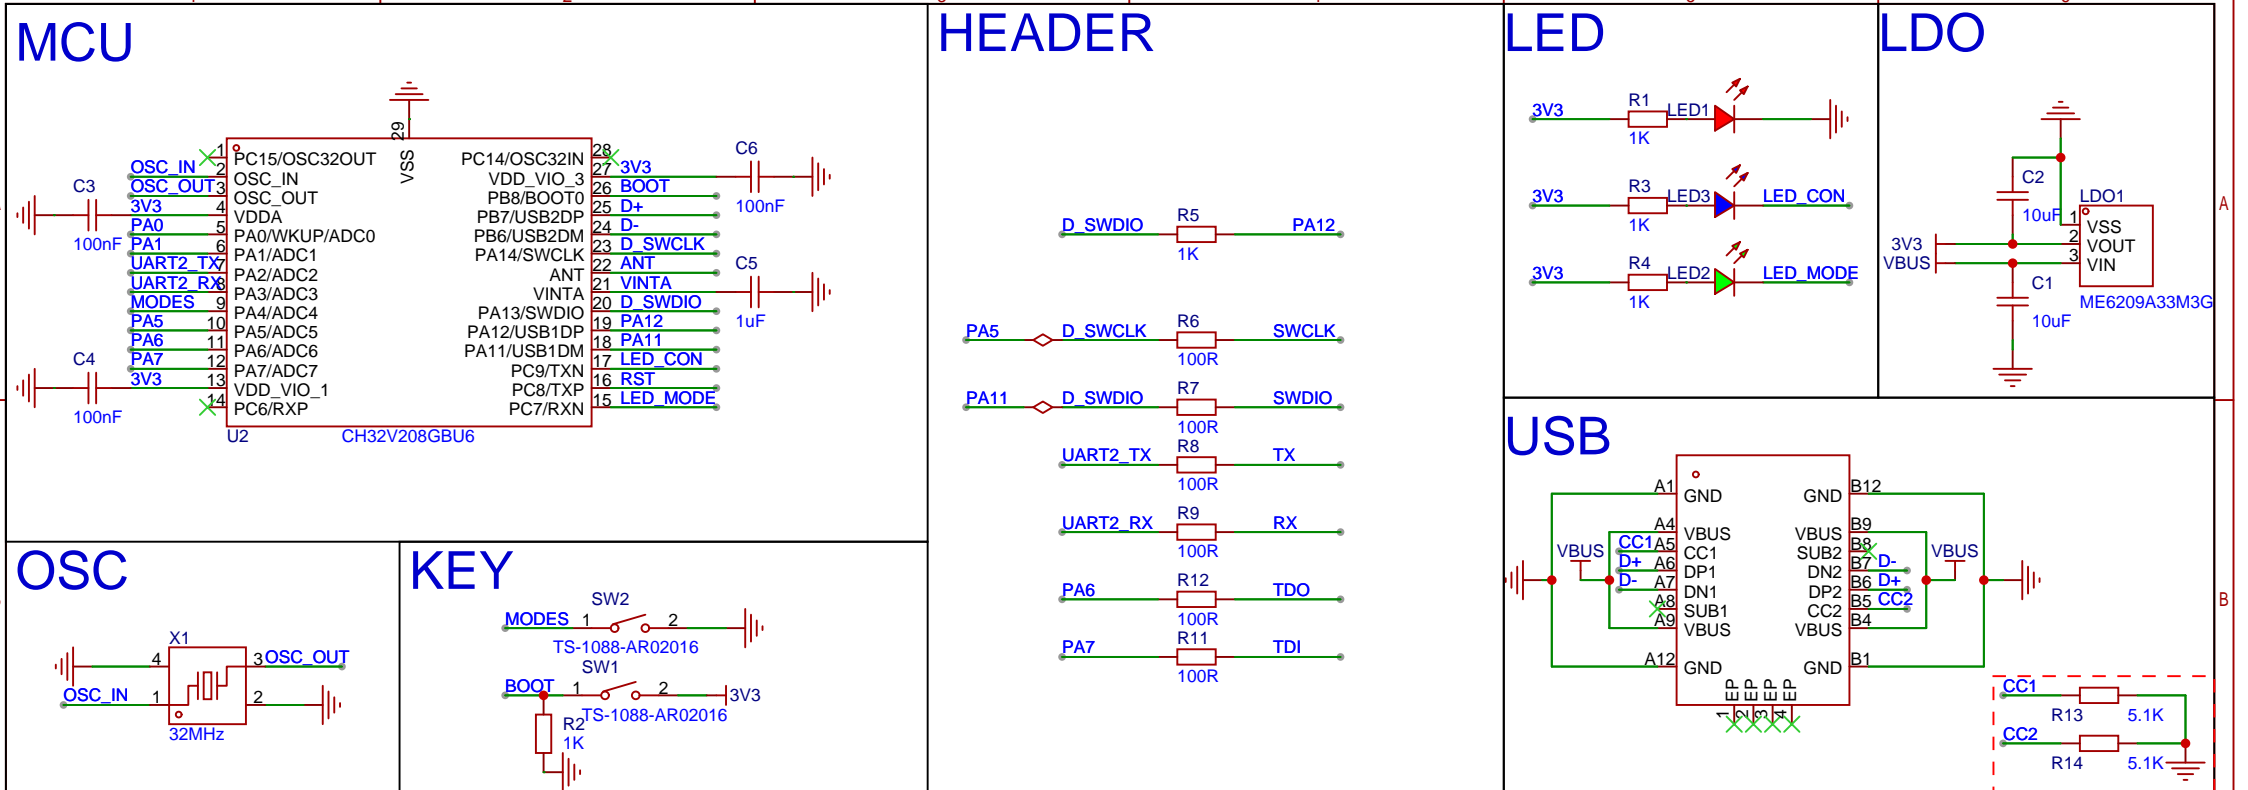 MCU
29
VSS
1
PC15/OSC32OUT
PC14/OSC32IN
28
OSC_IN
2
OSC_IN
VDD_VIO_3
27
3V3
C6
100nF
OSC_OUT
3
OSC_OUT
PB8/BOOT0
26
BOOT
C3
100nF
3V3
4
VDDA
PB7/USB2DP
25
D+
PA0
5
PA0/WKUP/ADC0
PB6/USB2DM
24
D-
PA1
6
PA1/ADC1
PA14/SWCLK
23
D_SWCLK
UART2_TX
7
PA2/ADC2
ANT
22
ANT
UART2_RX
8
PA3/ADC3
VINTA
21
VINTA
C5
1uF
MODES
9
PA4/ADC4
PA13/SWDIO
20
D_SWDIO
PA5
10
PA5/ADC5
PA12/USB1DP
19
PA12
PA6
11
PA6/ADC6
PA11/USB1DM
18
PA11
PA7
12
PA7/ADC7
PC9/TXN
17
LED_CON
C4
100nF
3V3
13
VDD_VIO_1
PC8/TXP
16
RST
14
PC6/RXP
PC7/RXN
15
LED_MODE
U2
CH32V208GBU6
OSC
X1
4
3
OSC_OUT
OSC_IN
1
2
32MHz
KEY
SW2
MODES
1
2
TS-1088-AR02016
SW1
BOOT
1
2
3V3
TS-1088-AR02016
R2
1K
HEADER
D_SWDIO
R5
1K
PA12
PA5
D_SWCLK
R6
100R
SWCLK
PA11
D_SWDIO
R7
100R
SWDIO
UART2_TX
R8
100R
TX
UART2_RX
R9
100R
RX
PA6
R12
100R
TDO
PA7
R11
100R
TDI
LED
3V3
R1
1K
LED1
3V3
R3
1K
LED3
LED_CON
3V3
R4
1K
LED2
LED_MODE
LDO
C2
10uF
LDO1
1
VSS
2
VOUT
3
VIN
3V3
VBUS
C1
10uF
ME6209A33M3G
USB
A1
GND
GND
B12
A4
VBUS
VBUS
B9
VBUS
CC1
A5
CC1
SUB2
B8
VBUS
D+
A6
DP1
DN2
B7
D-
D-
A7
DN1
DP2
B6
D+
A8
SUB1
CC2
B5
CC2
A9
VBUS
VBUS
B4
A12
GND
GND
B1
EP
EP
EP
EP
1
2
3
4
CC1
R13
5.1K
CC2
R14
5.1K
A
B